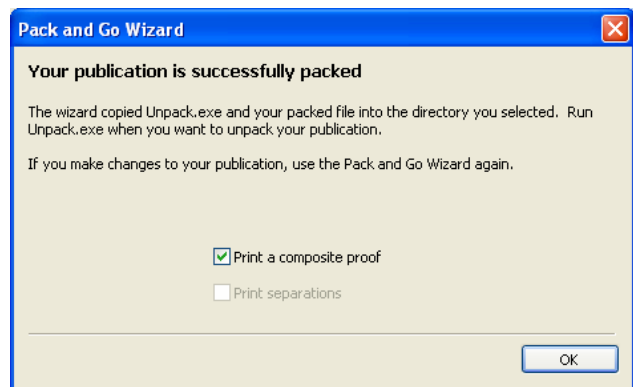 Pack and Go Wizard
Your publication is successfully packed
The wizard copied Unpack.exe and your packed file into the directory you selected.  Run
Unpack.exe when you want to unpack your publication.
If you make changes to your publication, use the Pack and Go Wizard again.
Print a composite proof
Print separations
OK